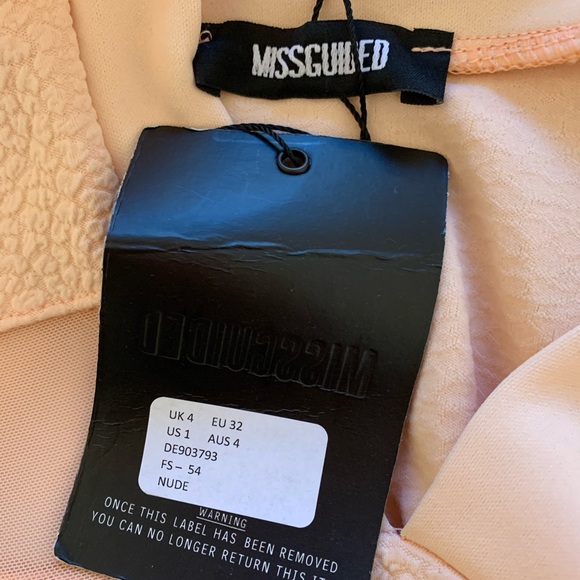 MISSGUIDED
MISSGUIDED
UK 4 EU 32
US 1 AUS 4
DE903793
FS – 54
NUDE
WARNING
ONCE THIS LABEL HAS BEEN REMOVED
YOU CAN NO LONGER RETURN THIS